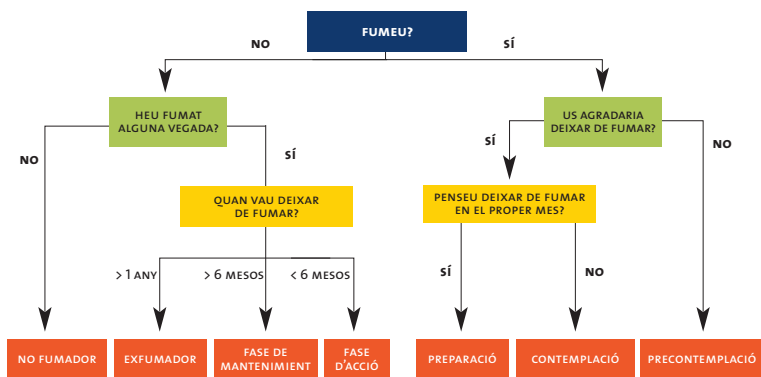 FUMEU?
NO
SÍ
HEU FUMAT
ALGUNA VEGADA?
US AGRADARIA
DEIXAR DE FUMAR?
NO
SÍ
SÍ
NO
QUAN VAU DEIXAR
DE FUMAR?
PENSEU DEIXAR DE FUMAR
EN EL PROPER MES?
> 1 ANY
> 6 MESOS
< 6 MESOS
SÍ
NO
NO FUMADOR
EXFUMADOR
FASE DE
MANTENIMIENT
FASE
D'ACCIÓ
PREPARACIÓ
CONTEMPLACIÓ
PRECONTEMPLACIÓ